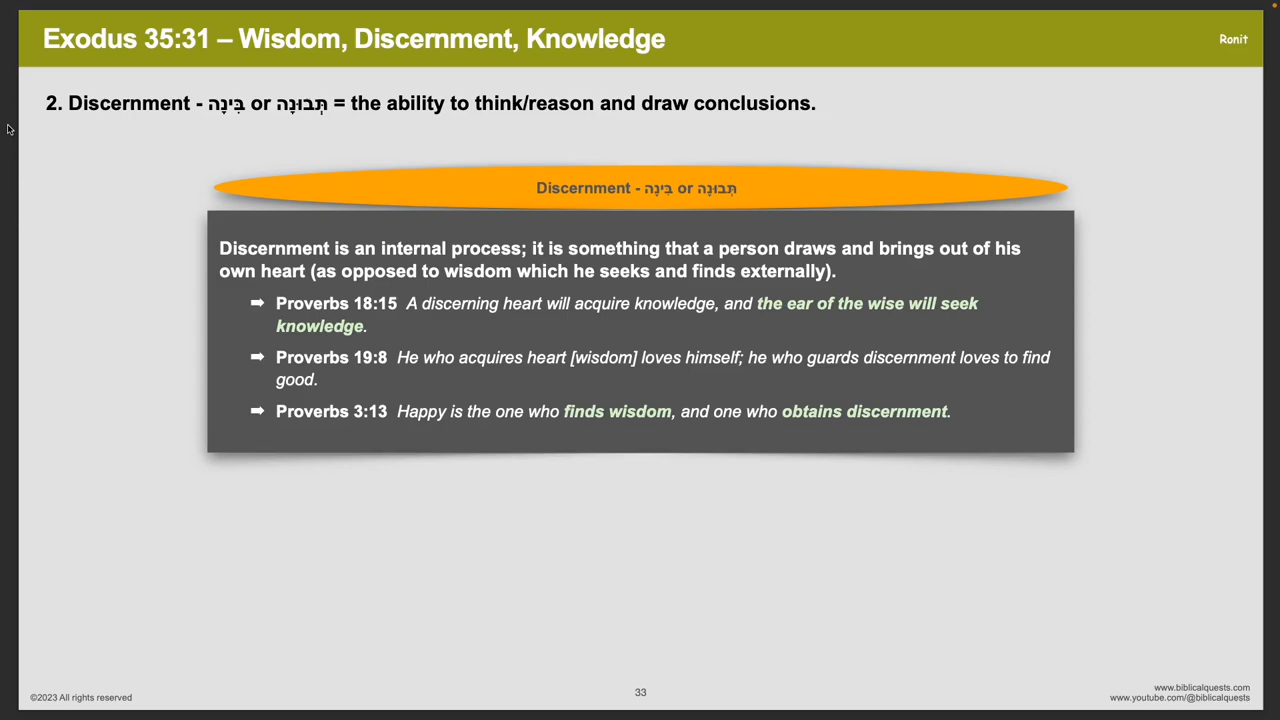 Exodus 35:31 – Wisdom, Discernment, Knowledge
Ronit
2. Discernment - בִּינָה or תְּבוּנָה = the ability to think/reason and draw conclusions.
Discernment - בִּינָה or תְּבוּנָה
Discernment is an internal process; it is something that a person draws and brings out of his
own heart (as opposed to wisdom which he seeks and finds externally).
➡ Proverbs 18:15 A discerning heart will acquire knowledge, and the ear of the wise will seek
knowledge.
➡ Proverbs 19:8 He who acquires heart [wisdom] loves himself; he who guards discernment loves to find
good.
➡ Proverbs 3:13 Happy is the one who finds wisdom, and one who obtains discernment.
©2023 All rights reserved
33
www.biblicalquests.com
www.youtube.com/@biblicalquests